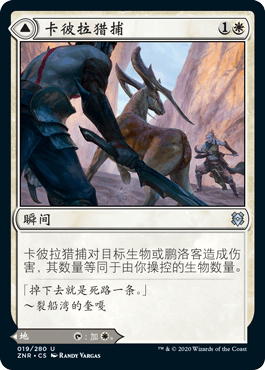 卡彼拉猎捕 1
瞬间
卡彼拉猎捕对目标生物或鹏洛客造成伤
害，其数量等同于由你操控的生物数量。
「掉下去就是死路一条。」
～裂船湾的奎嘎
地 : 加 。
019/280 U
ZNR • CS RANDY VARGAS
™ & © 2020 Wizards of the Coast